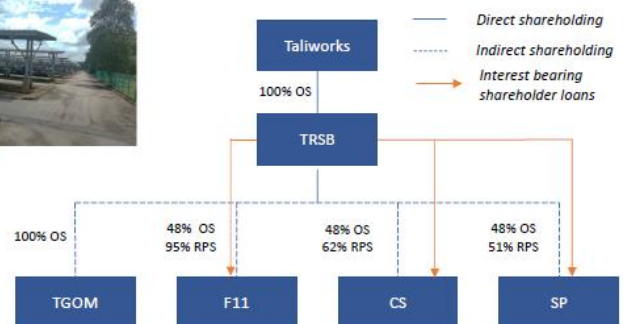 Direct shareholding
Taliworks
Indirect shareholding
Interest bearing
shareholder loans
100% OS
TRSB
100% OS
48% OS
95% RPS
48% OS
62% RPS
48% OS
51% RPS
TGOM
F11
CS
SP